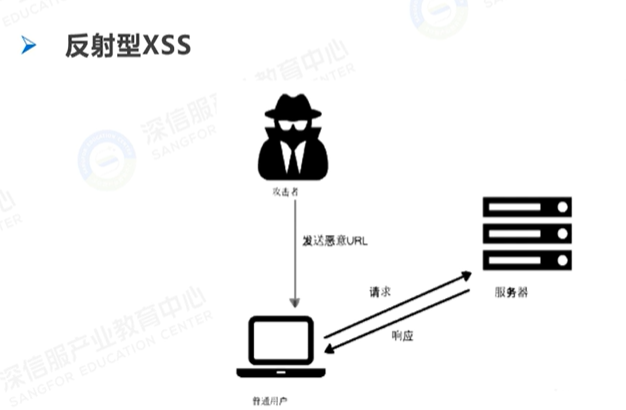 反射型XSS
深信服产业教育中心
SANGFOR EDUCATION CENTER
攻击者
发送恶意URL
请求
服务器
响应
深信服产业教育中心
SANGFOR EDUCATION CENTER
普通用户